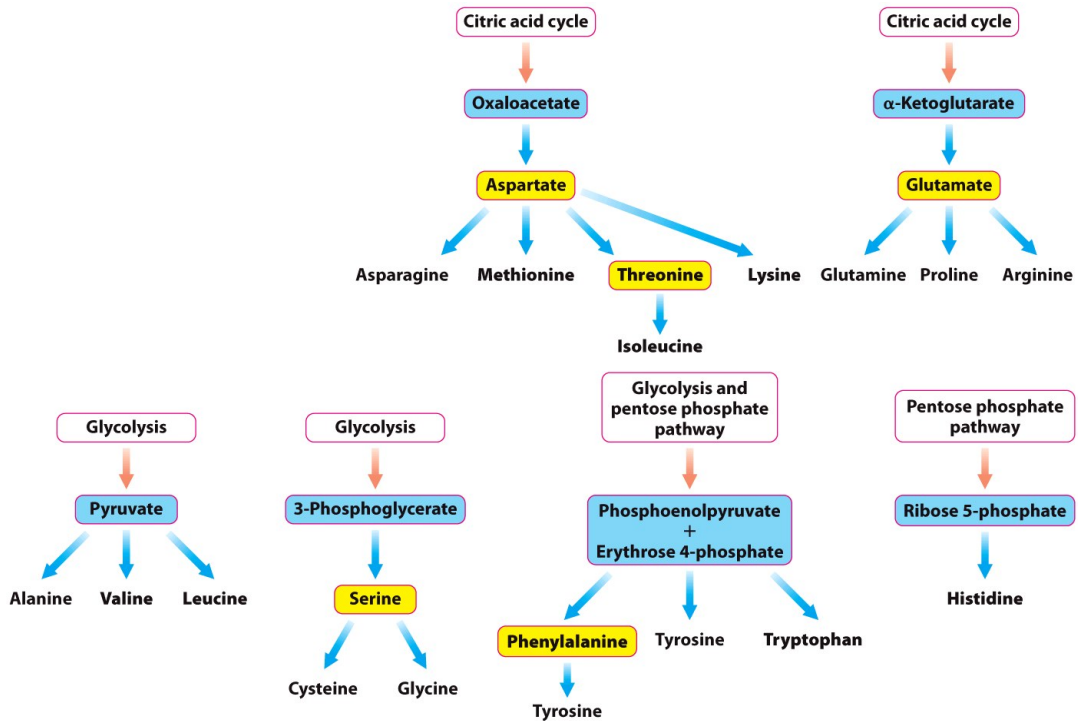 Citric acid cycle
Citric acid cycle
Oxaloacetate
α-Ketoglutarate
Aspartate
Glutamate
Asparagine
Methionine
Threonine
Lysine
Glutamine
Proline
Arginine
Isoleucine
Glycolysis
Glycolysis
Glycolysis and
pentose phosphate
pathway
Pentose phosphate
pathway
Pyruvate
3-Phosphoglycerate
Phosphoenolpyruvate
+
Erythrose 4-phosphate
Ribose 5-phosphate
Alanine
Valine
Leucine
Serine
Histidine
Phenylalanine
Tyrosine
Tryptophan
Cysteine
Glycine
Tyrosine